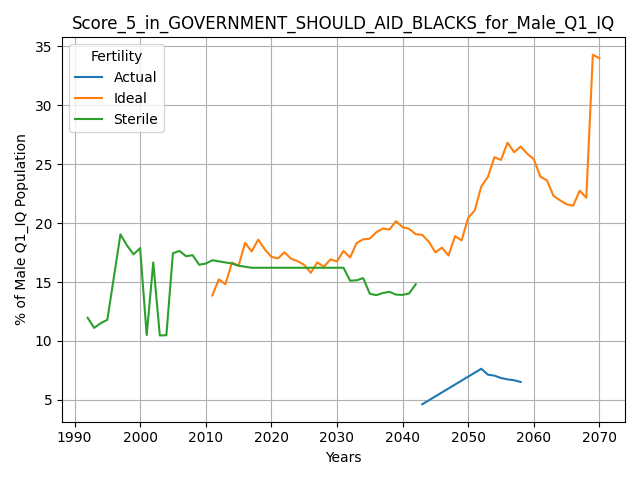 Score_5_in_GOVERNMENT_SHOULD_AID_BLACKS_for_Male_Q1_IQ
Fertility
Actual
Ideal
Sterile
% of Male Q1_IQ Population
35
30
25
20
15
10
5
1990 2000 2010 2020 2030 2040 2050 2060 2070
Years